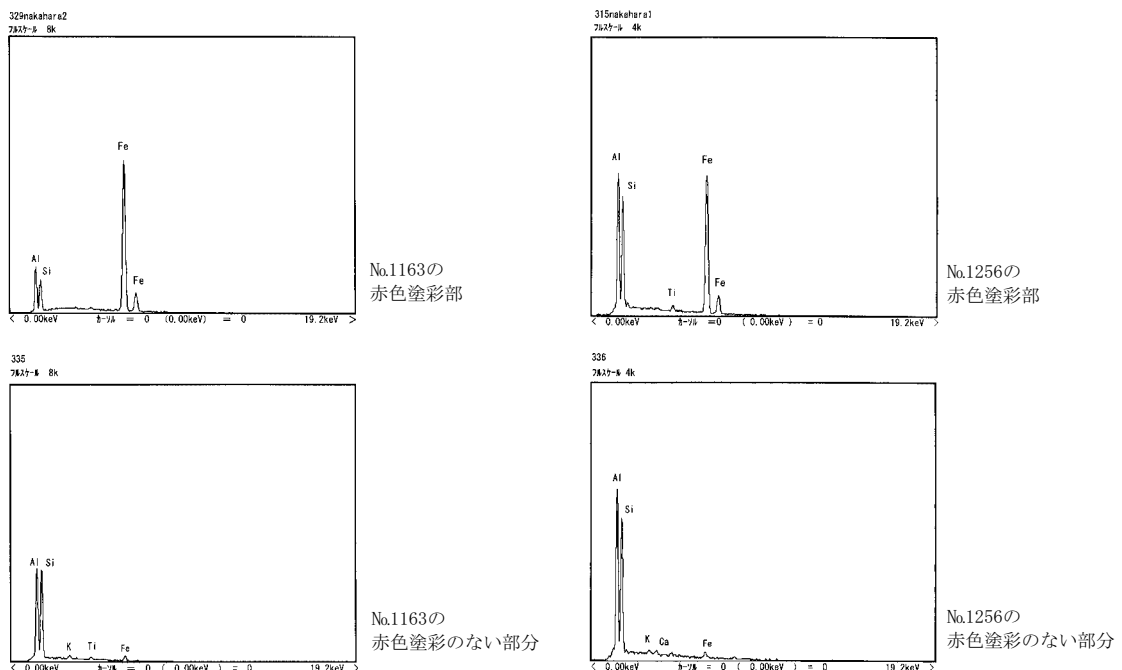 329nakahara2
フルスケール 8k
Fe
Al
Si
Fe
< 0.00keV カーソル = 0 (0.00keV) = 0 19.2keV >
No.1163の
赤色塗彩部
315nakahara1
フルスケール 4k
Al
Si
Fe
Ti
Fe
< 0.00keV カーソル =0 ( 0.00keV ) =0 19.2keV >
No.1256の
赤色塗彩部
335
フルスケール 8k
Al Si
K Ti Fe
< 0.00keV カーソル = 0 ( 0.00keV ) = 0 19.2keV >
No.1163の
赤色塗彩のない部分
336
フルスケール 4k
Al
Si
K Ca Fe
< 0.00keV カーソル = 0 ( 0.00keV ) = 0 19.2keV >
No.1256の
赤色塗彩のない部分